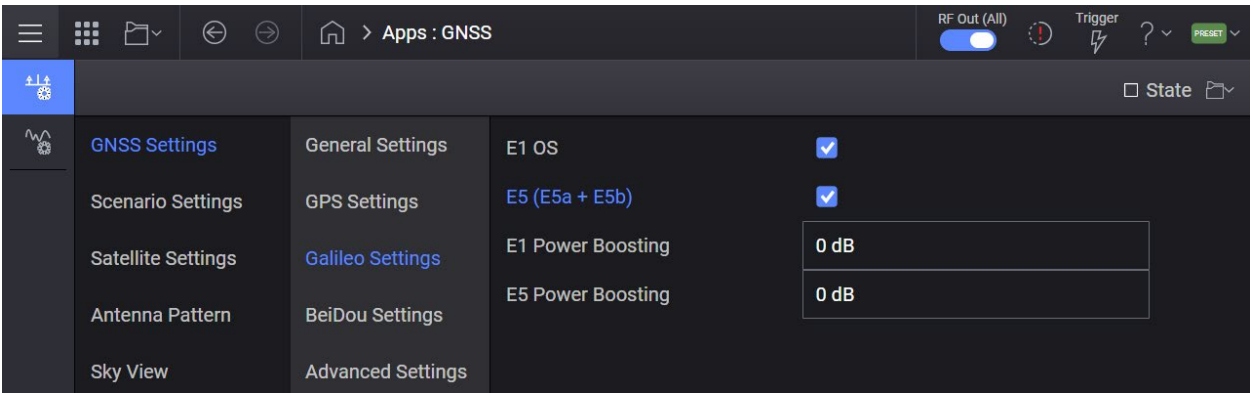 > Apps : GNSS
RF Out (All)
Trigger
?
PRESET
State
GNSS Settings
Scenario Settings
Satellite Settings
Antenna Pattern
Sky View
General Settings
GPS Settings
Galileo Settings
BeiDou Settings
Advanced Settings
E1 OS
E5 (E5a + E5b)
E1 Power Boosting 0 dB
E5 Power Boosting 0 dB